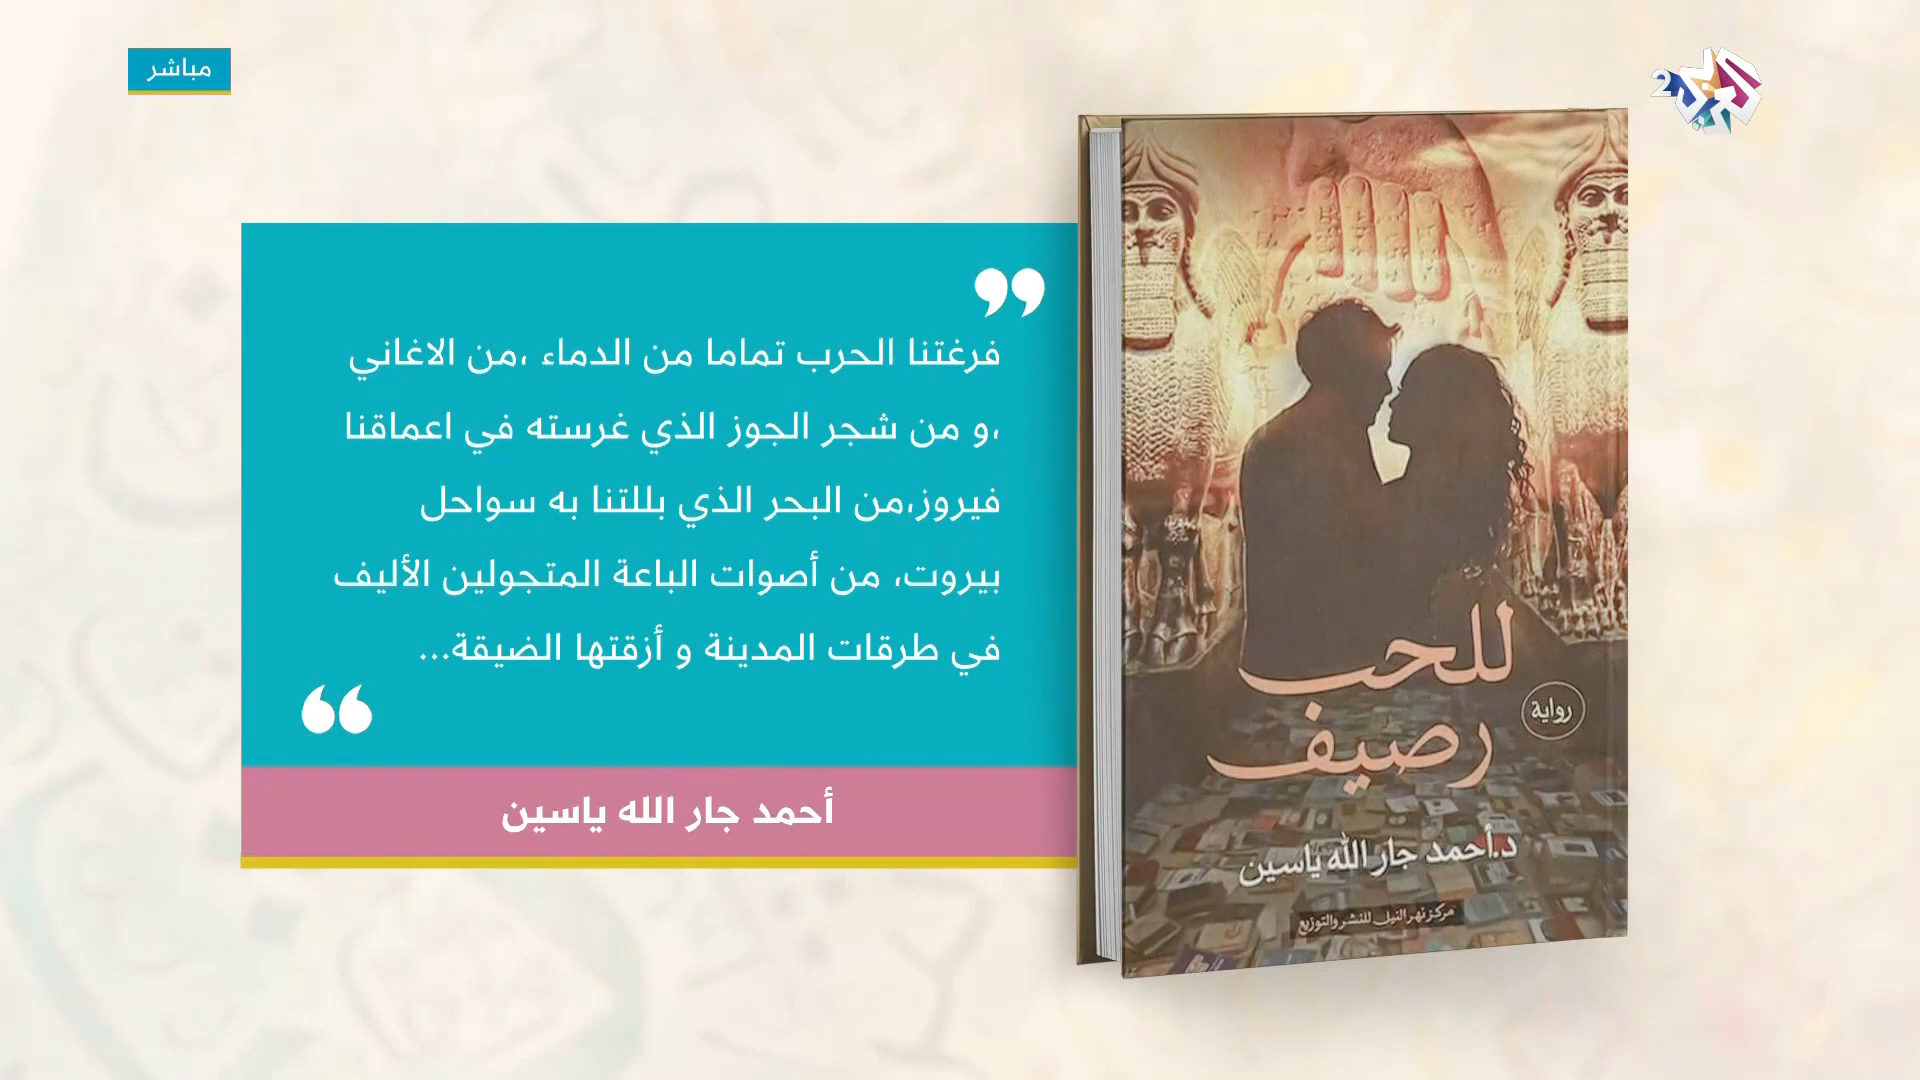 مباشر
العربي 2
فرغتنا الحرب تماما من الدماء ،من الاغاني
،و من شجر الجوز الذي غرسته في اعماقنا
فيروز،من البحر الذي بللتنا به سواحل
بيروت، من أصوات الباعة المتجولين الأليف
في طرقات المدينة و أزقتها الضيقة...
أحمد جار الله ياسين
للحب
رصيف
رواية
د.أحمد جار الله ياسين
مركز نهر النيل للنشر والتوزيع